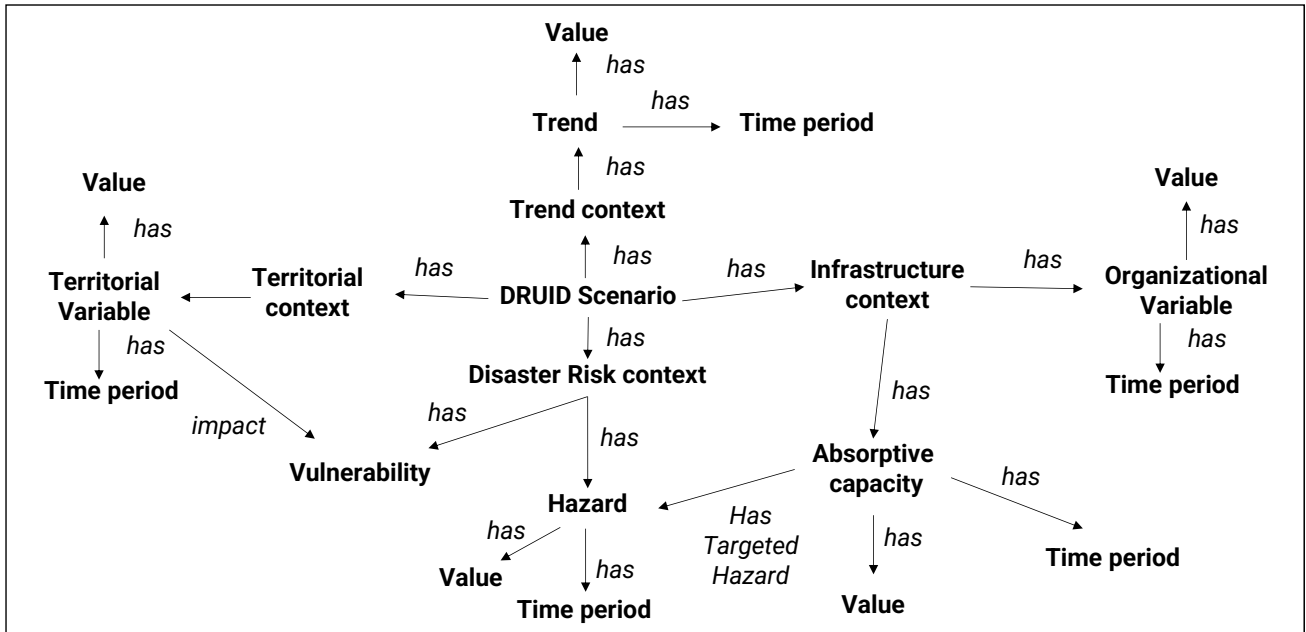 Value
has
has
Trend
Time period
has
Value
Value
Trend context
has
has
has
has
has
has
Territorial
Variable
Territorial
context
DRUID Scenario
Infrastructure
context
Organizational
Variable
has
has
has
Disaster Risk context
Time period
Time period
has
has
has
impact
Vulnerability
Absorptive
capacity
has
Hazard
has
Has
Targeted
Hazard
has
Time period
Value
has
Time period
Value